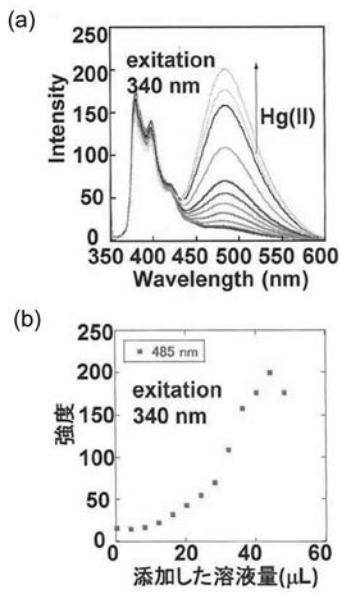 (a)
250
200
150
100
50
0
Intensity
exitation
340 nm
Hg(II)
350 400 450 500 550 600
Wavelength (nm)
(b)
250
200
150
100
50
0
強度
485 nm
exitation
340 nm
0 20 40 60
添加した溶液量(μL)